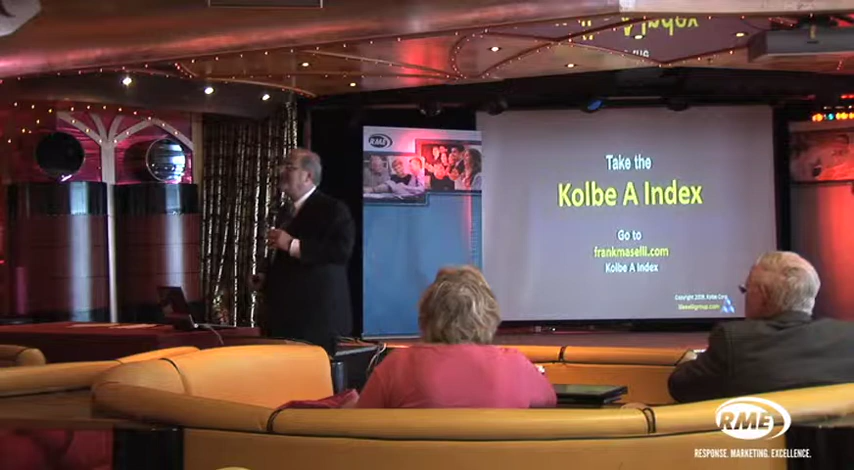 RME
Take the
Kolbe A Index
Go to
frankmaselli.com
Kolbe A Index
RME
RESPONSE. MARKETING. EXCELLENCE.